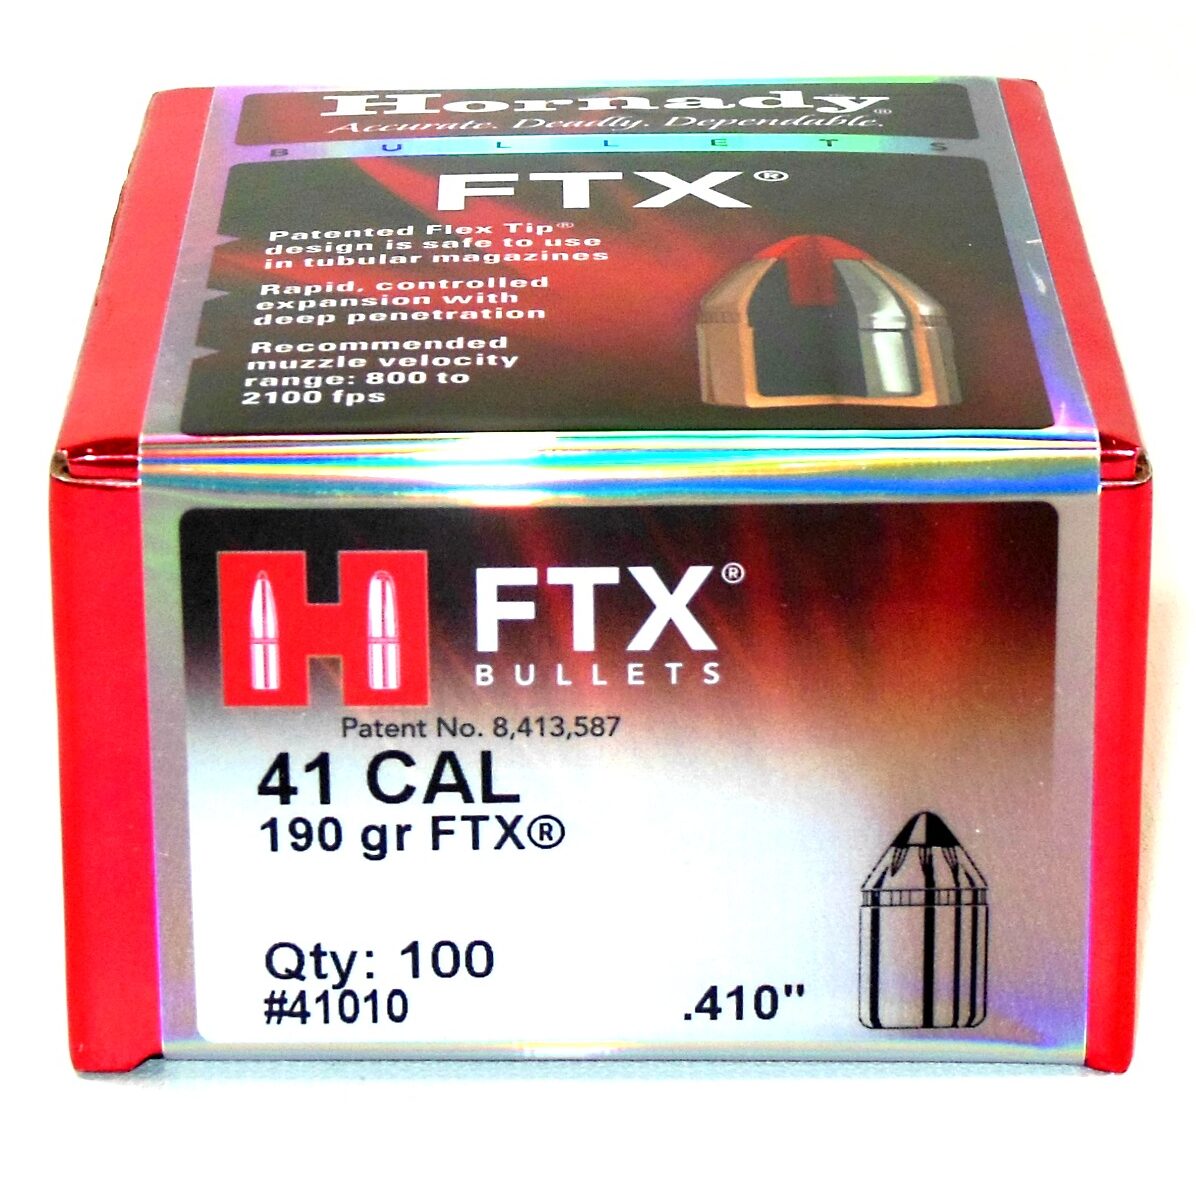 Hornady®
Accurate. Deadly. Dependable.
BULLETS
FTX®
Patented Flex Tip®
design is safe to use
in tubular magazines
Rapid, controlled
expansion with
deep penetration
Recommended
muzzle velocity
range: 800 to
2100 fps
H
FTX®
BULLETS
Patent No. 8,413,587
41 CAL
190 gr FTX®
Qty: 100
#41010
.410"